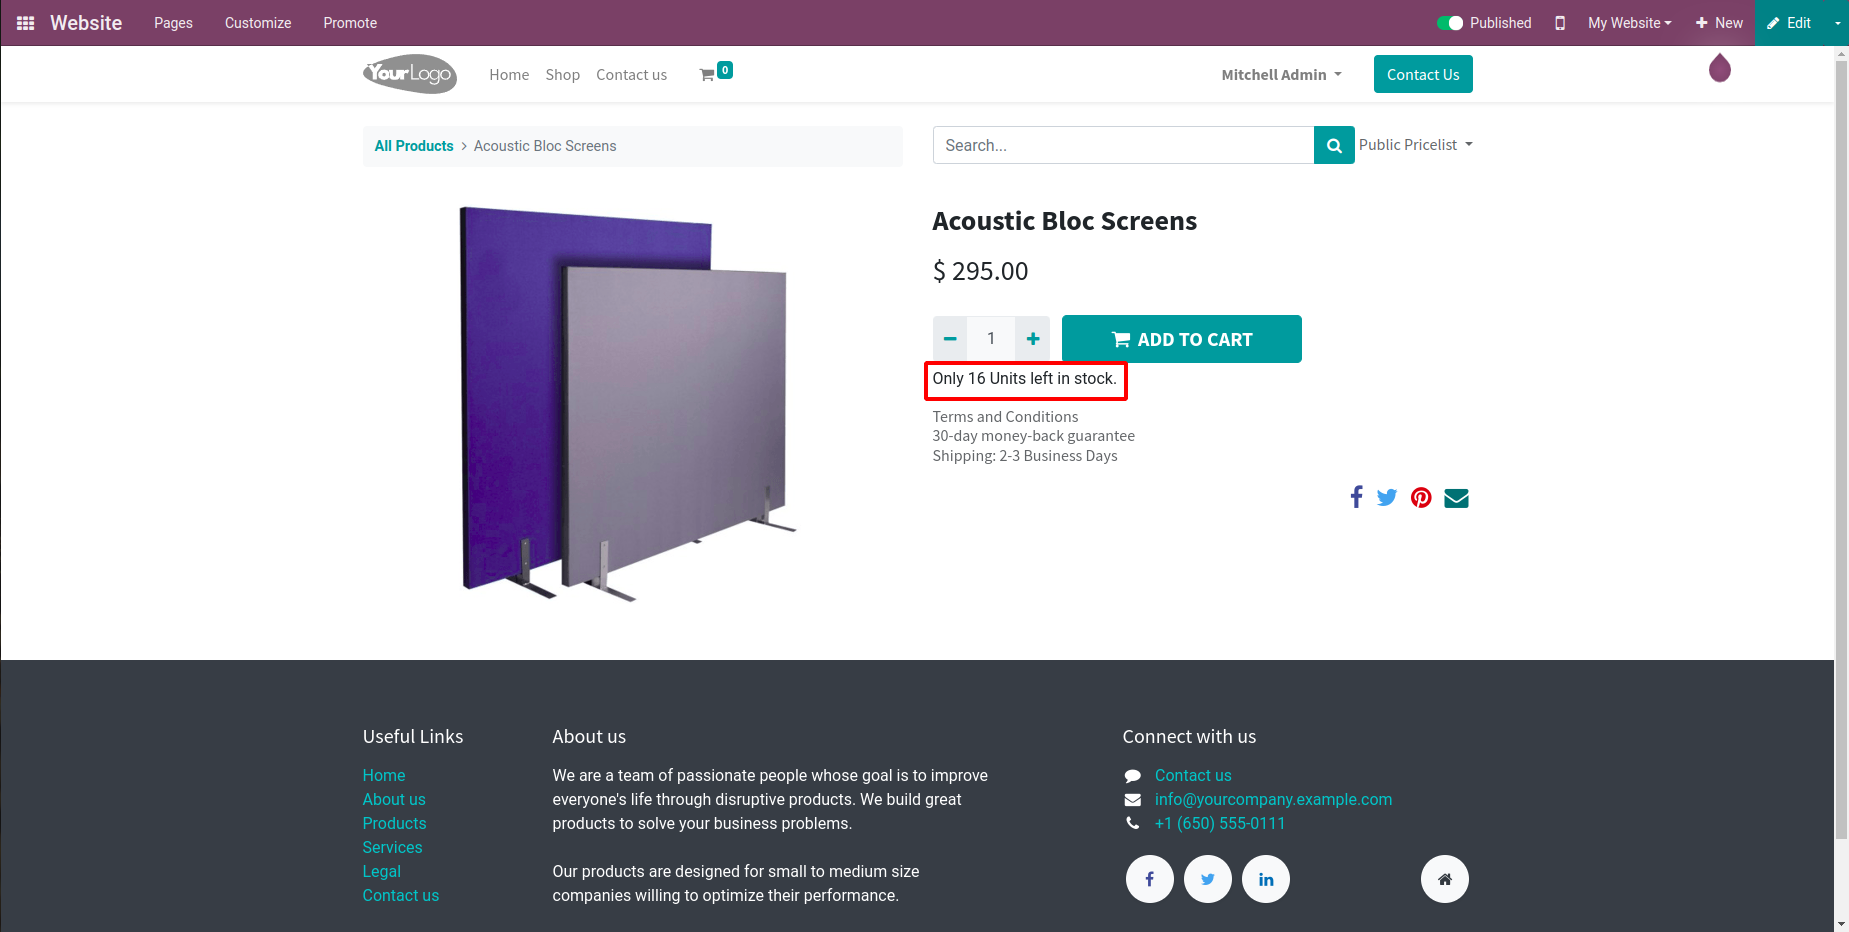 Website Pages Customize Promote Published My Website New Edit
YourLogo Home Shop Contact us 0 Mitchell Admin Contact Us
All Products > Acoustic Bloc Screens
Search... Public Pricelist
Acoustic Bloc Screens
$ 295.00
1 ADD TO CART
Only 16 Units left in stock.
Terms and Conditions
30-day money-back guarantee
Shipping: 2-3 Business Days
Useful Links
Home
About us
Products
Services
Legal
Contact us
About us
We are a team of passionate people whose goal is to improve
everyone's life through disruptive products. We build great
products to solve your business problems.
Our products are designed for small to medium size
companies willing to optimize their performance.
Connect with us
Contact us
info@yourcompany.example.com
+1 (650) 555-0111